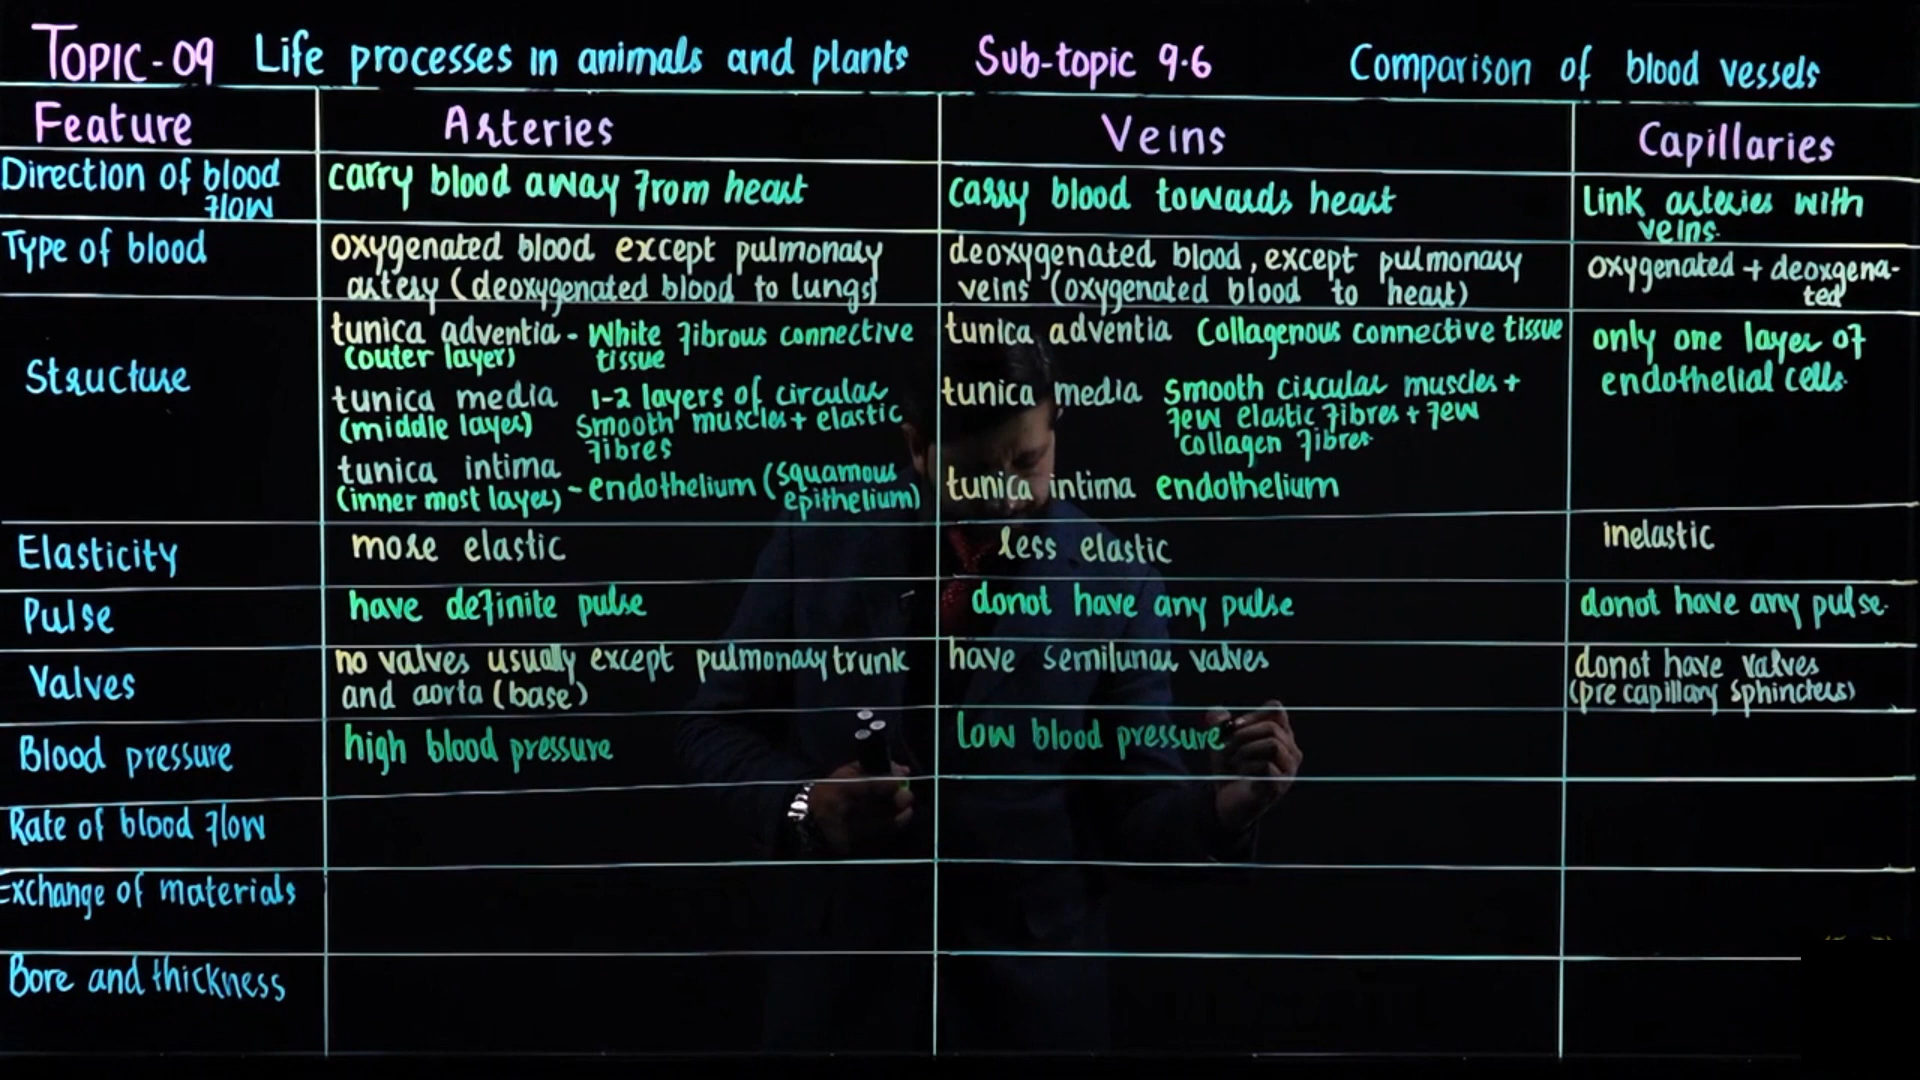 TOPIC-09 Life processes in animals and plants Sub-topic 9.6 Comparison of blood vessels
Feature Arteries Veins Capillaries
Direction of blood flow
carry blood away from heart
carry blood towards heart
Link arteries with
veins.
Type of blood
oxygenated blood except pulmonary
artery (deoxygenated blood to lungs)
deoxygenated blood, except pulmonary
veins (oxygenated blood to heart)
oxygenated + deoxgena-
ted
Structure
tunica adventia - White fibrous connective
(outer layer) tissue
tunica media 1-2 layers of circular
(middle layer) smooth muscles + elastic
fibres
tunica intima
(inner most layer) - endothelium (squamous
epithelium)
tunica adventia Collagenous connective tissue
tunica media smooth circular muscles +
few elastic fibres + few
collagen fibres.
tunica intima endothelium
only one layer of
endothelial cells.
Elasticity
more elastic
less elastic
inelastic
Pulse
have definite pulse
donot have any pulse
donot have any pulse.
Valves
no valves usually except pulmonary trunk
and aorta (base)
have semilunar valves
donot have valves
(pre capillary sphincters)
Blood pressure
high blood pressure
Low blood pressure
Rate of blood flow
Exchange of materials
Bore and thickness